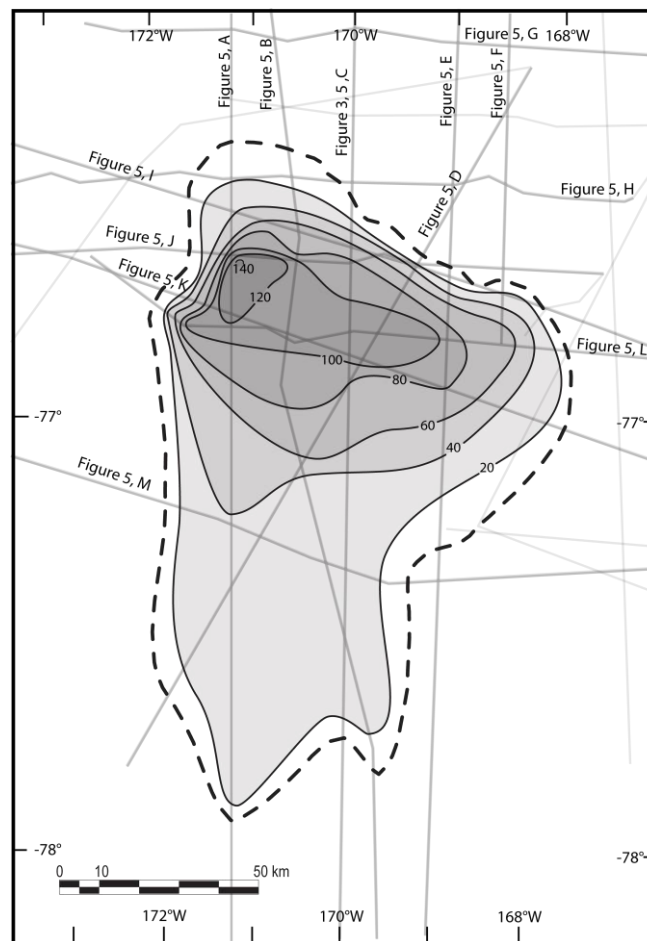 172°W
170°W
168°W
Figure 5, G
Figure 5, A
Figure 5, B
Figure 3, 5 ,C
Figure 5, E
Figure 5, F
Figure 5, D
Figure 5, I
Figure 5, H
Figure 5, J
Figure 5, K
140
120
100
80
60
40
20
Figure 5, L
-77°
-77°
Figure 5, M
-78°
-78°
0 10 50 km
172°W
170°W
168°W